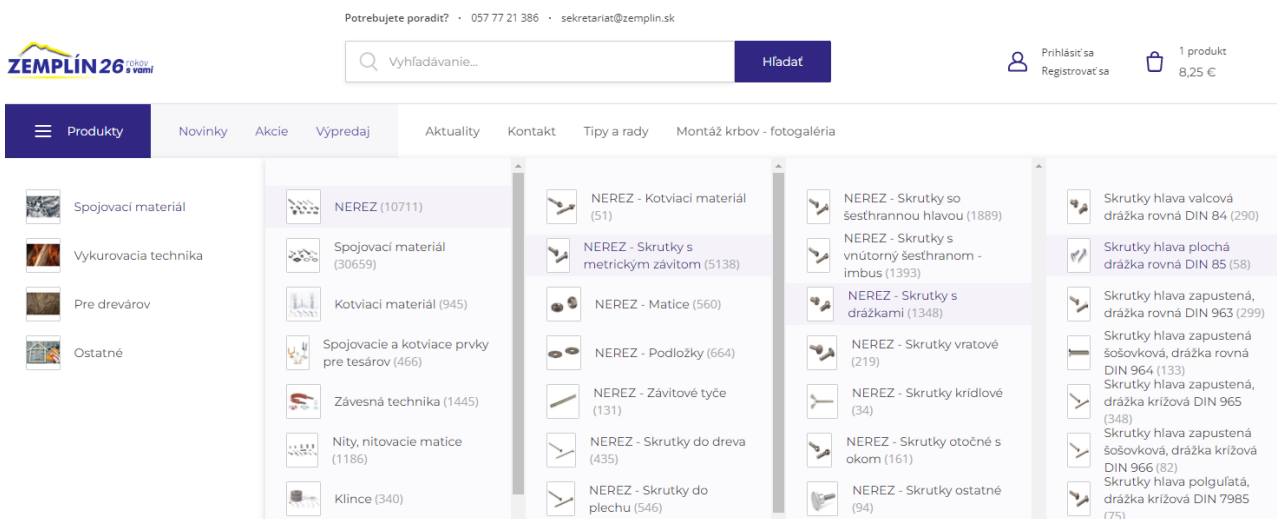 Potrebujete poradiť? · 057 77 21 386 · sekretariat@zemplin.sk
ZEMPLÍN 26 rokov s vami
Vyhľadávanie...
Hľadať
Prihlásiť sa
Registrovať sa
1 produkt
8,25 €
Produkty
Novinky
Akcie
Výpredaj
Aktuality
Kontakt
Tipy a rady
Montáž krbov - fotogaléria
Spojovací materiál
Vykurovacia technika
Pre drevárov
Ostatné
NEREZ (10711)
Spojovací materiál
(30659)
Kotviaci materiál (945)
Spojovacie a kotviace prvky
pre tesárov (466)
Závesná technika (1445)
Nity, nitovacie matice
(1186)
Klince (340)
NEREZ - Kotviaci materiál
(51)
NEREZ - Skrutky s
metrickým závitom (5138)
NEREZ - Matice (560)
NEREZ - Podložky (664)
NEREZ - Závitové tyče
(131)
NEREZ - Skrutky do dreva
(435)
NEREZ - Skrutky do
plechu (546)
NEREZ - Skrutky so
šesťhrannou hlavou (1889)
NEREZ - Skrutky s
vnútorný šesťhranom -
imbus (1393)
NEREZ - Skrutky s
drážkami (1348)
NEREZ - Skrutky vratové
(219)
NEREZ - Skrutky krídlové
(34)
NEREZ - Skrutky otočné s
okom (161)
NEREZ - Skrutky ostatné
(94)
Skrutky hlava valcová
drážka rovná DIN 84 (290)
Skrutky hlava plochá
drážka rovná DIN 85 (58)
Skrutky hlava zapustená,
drážka rovná DIN 963 (299)
Skrutky hlava zapustená
šošovková, drážka rovná
DIN 964 (133)
Skrutky hlava zapustená,
drážka krížová DIN 965
(348)
Skrutky hlava zapustená
šošovková, drážka krížová
DIN 966 (82)
Skrutky hlava polguľatá,
drážka krížová DIN 7985
(75)